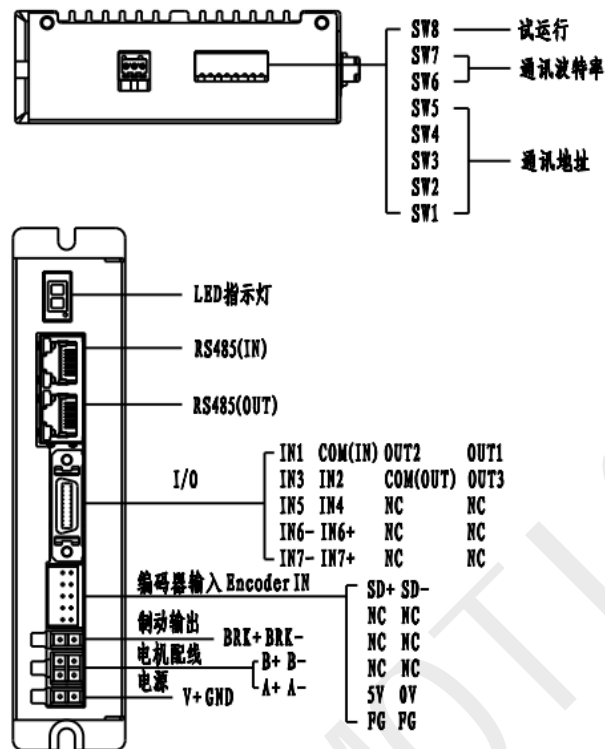 SW8 试运行
SW7
SW6
通讯波特率
SW5
SW4
SW3
SW2
SW1
通讯地址
LED指示灯
RS485(IN)
RS485(OUT)
I/O
IN1 COM(IN) OUT2 OUT1
IN3 IN2 COM(OUT) OUT3
IN5 IN4 NC NC
IN6- IN6+ NC NC
IN7- IN7+ NC NC
编码器输入 Encoder IN
SD+ SD-
NC NC
NC NC
NC NC
5V 0V
FG FG
制动输出
BRK+ BRK-
电机配线
B+ B-
A+ A-
电源
V+ GND